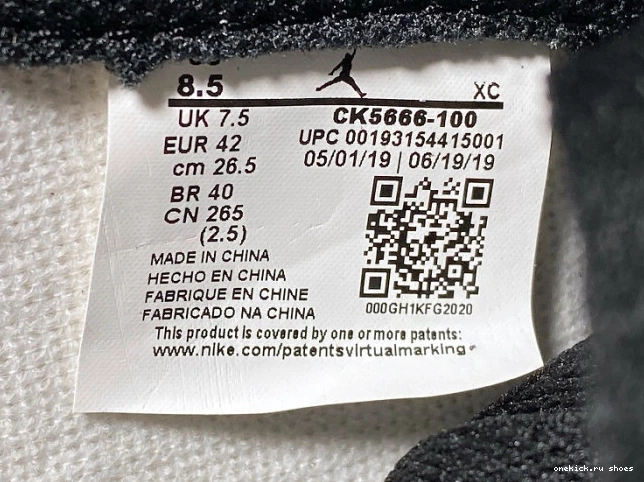 8.5
XC
UK 7.5
CK5666-100
EUR 42
UPC 00193154415001
cm 26.5
05/01/19 | 06/19/19
BR 40
CN 265
(2.5)
MADE IN CHINA
HECHO EN CHINA
FABRIQUE EN CHINE
FABRICADO NA CHINA
000GH1KFG2020
This product is covered by one or more patents:
www.nike.com/patentsvirtualmarking
onekick.ru shoes